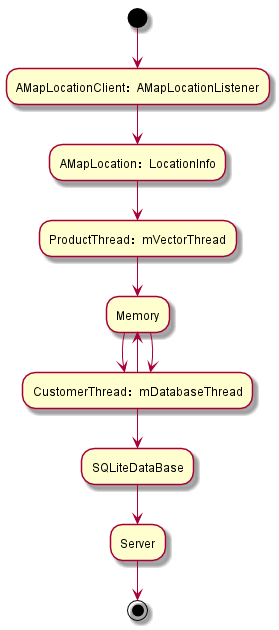 AMapLocationClient：AMapLocationListener
AMapLocation：LocationInfo
ProductThread：mVectorThread
Memory
CustomerThread：mDatabaseThread
SQLiteDataBase
Server